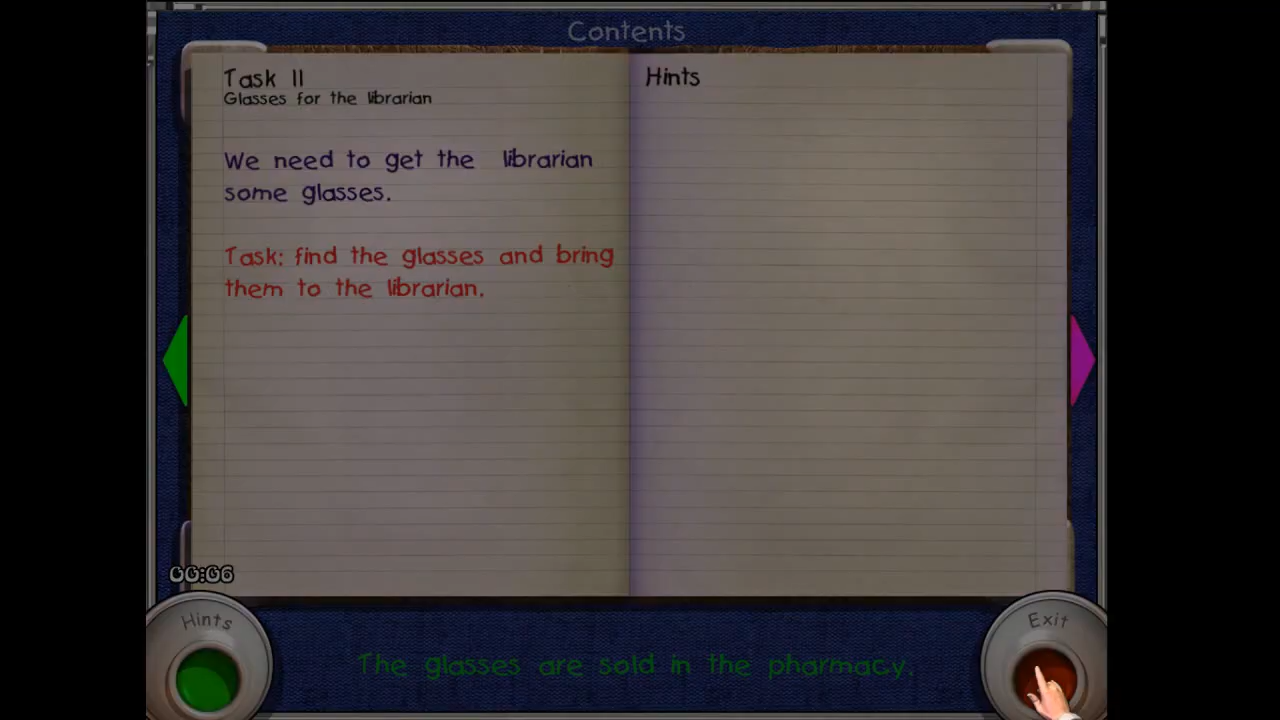 Contents
Task 11
Glasses for the librarian
We need to get the librarian
some glasses.
Task: find the glasses and bring
them to the librarian.
Hints
00:06
Hints
The glasses are sold in the pharmacy.
Exit